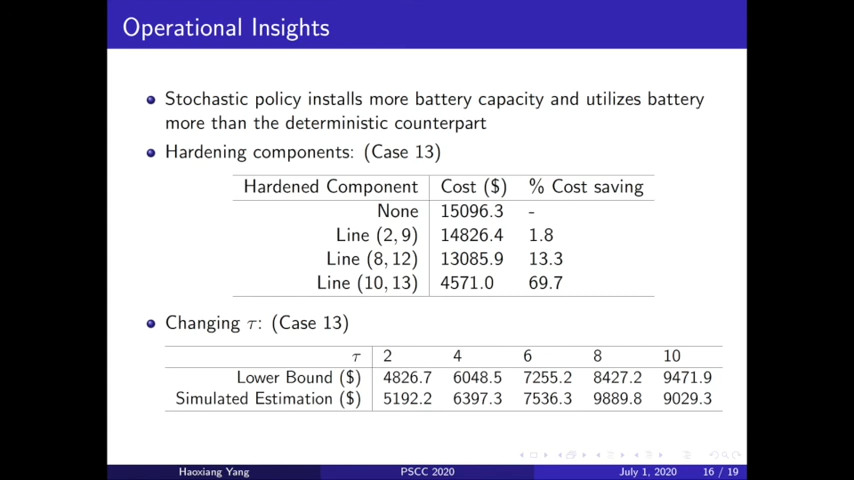 Operational Insights
Stochastic policy installs more battery capacity and utilizes battery
more than the deterministic counterpart
Hardening components: (Case 13)
Hardened Component Cost ($) % Cost saving
None 15096.3 -
Line (2, 9) 14826.4 1.8
Line (8, 12) 13085.9 13.3
Line (10, 13) 4571.0 69.7
Changing τ: (Case 13)
τ 2 4 6 8 10
Lower Bound ($) 4826.7 6048.5 7255.2 8427.2 9471.9
Simulated Estimation ($) 5192.2 6397.3 7536.3 9889.8 9029.3
Haoxiang Yang PSCC 2020 July 1, 2020 16 / 19